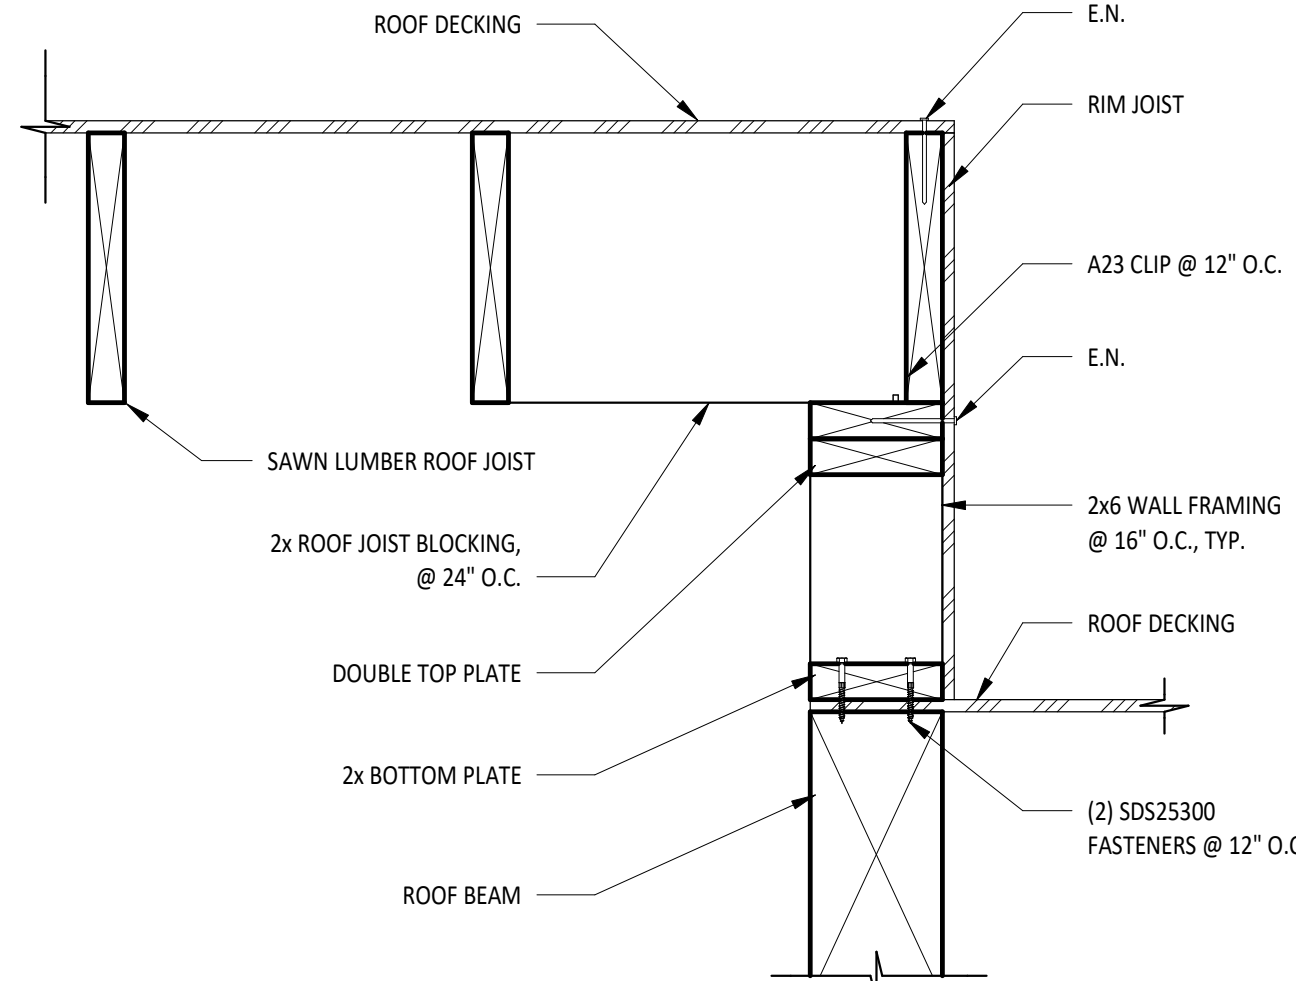 ROOF DECKING
E.N.
RIM JOIST
A23 CLIP @ 12" O.C.
E.N.
SAWN LUMBER ROOF JOIST
2x6 WALL FRAMING
@ 16" O.C., TYP.
2x ROOF JOIST BLOCKING,
@ 24" O.C.
ROOF DECKING
DOUBLE TOP PLATE
2x BOTTOM PLATE
(2) SDS25300
FASTENERS @ 12" O.C
ROOF BEAM